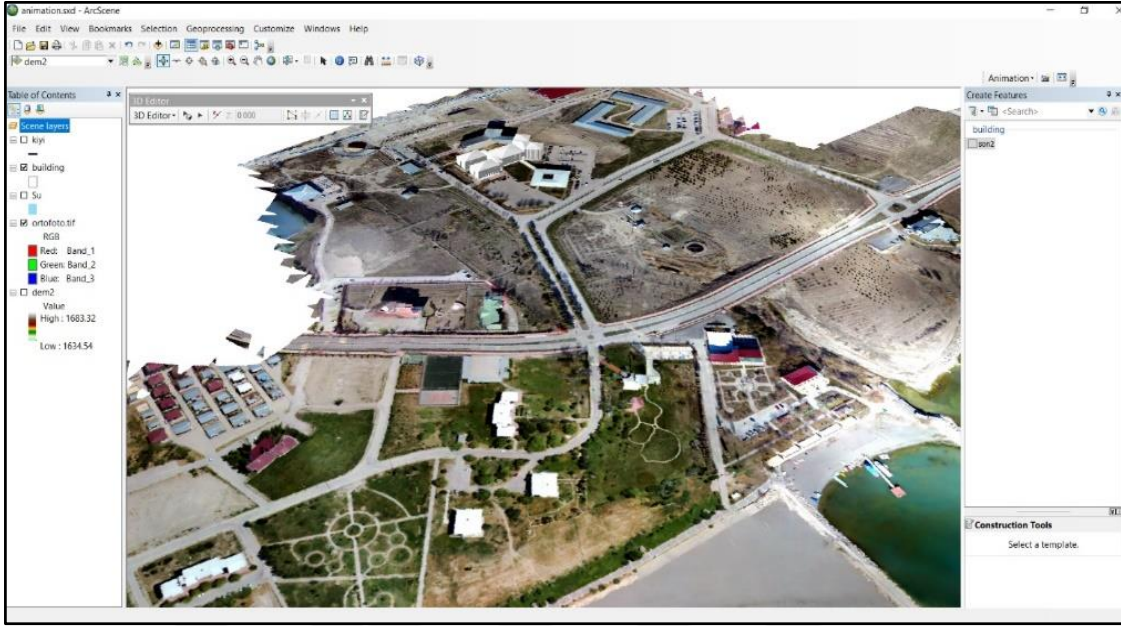 animation.sxd - ArcScene
File Edit View Bookmarks Selection Geoprocessing Customize Windows Help
dem2
Animation
Table of Contents
Scene layers
kiyi
building
Su
ortofoto.tif
RGB
Red: Band_1
Green: Band_2
Blue: Band_3
dem2
Value
High : 1683.32
Low : 1634.54
3D Editor
3D Editor Z: 0.000
Create Features
<Search>
building
son2
Construction Tools
Select a template.